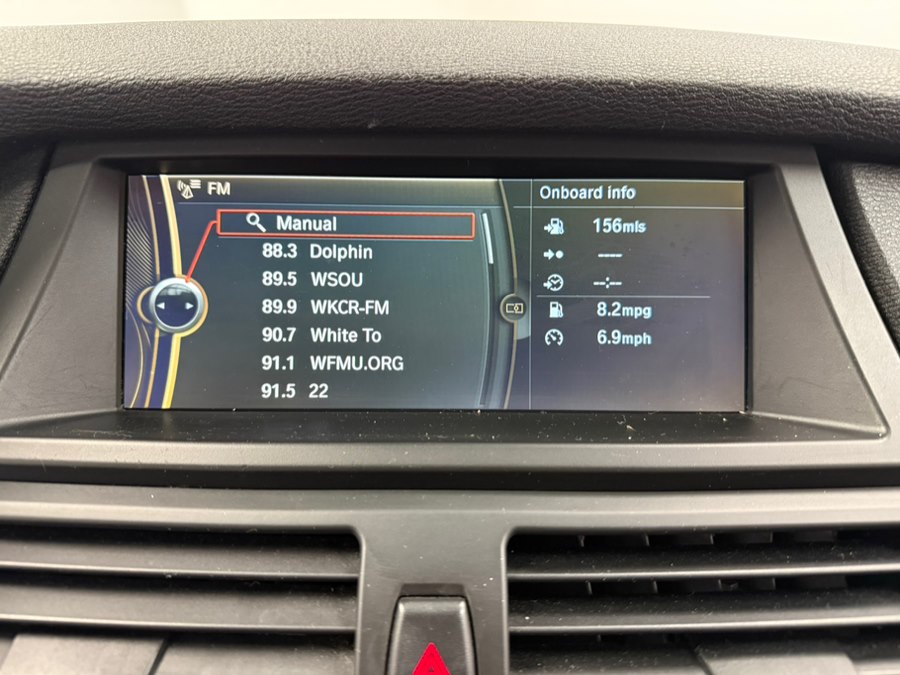 FM
Manual
88.3 Dolphin
89.5 WSOU
89.9 WKCR-FM
90.7 White To
91.1 WFMU.ORG
91.5 22
Onboard info
156mls
----
--:--
8.2mpg
6.9mph